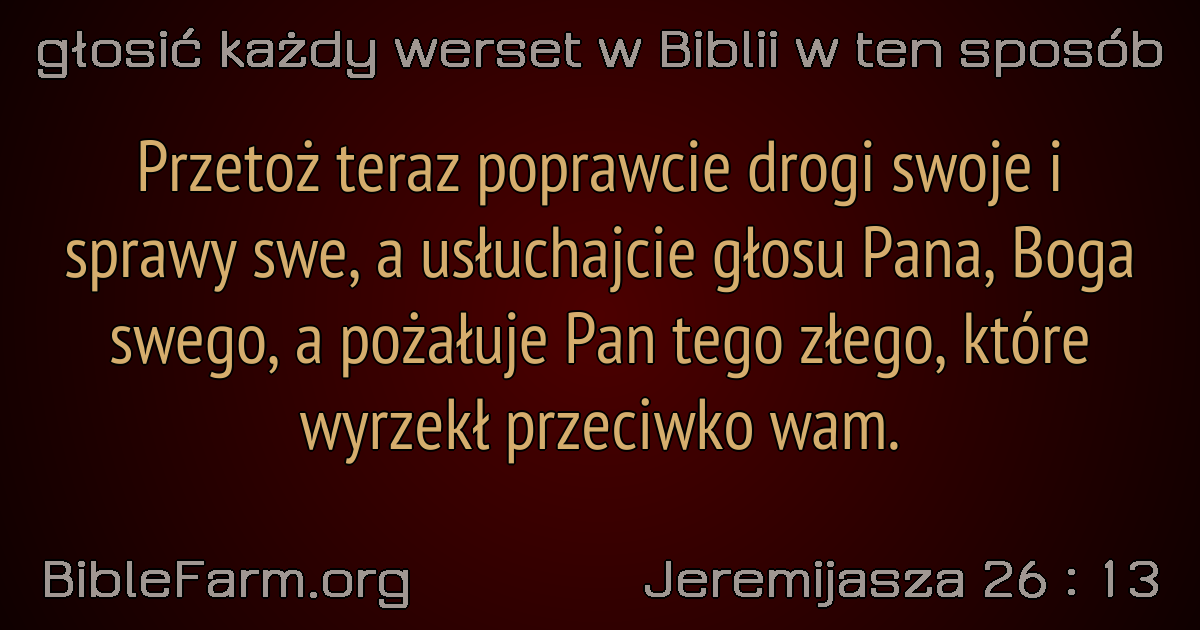 głosić każdy werset w Biblii w ten sposób
Przetoż teraz poprawcie drogi swoje i
sprawy swe, a usłuchajcie głosu Pana, Boga
swego, a pożałuje Pan tego złego, które
wyrzekł przeciwko wam.
BibleFarm.org
Jeremijasza 26 : 13